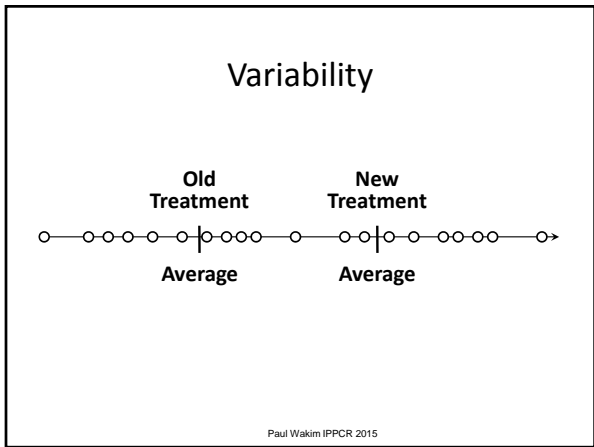 Variability
Old
Treatment
New
Treatment
Average
Average
Paul Wakim IPPCR 2015